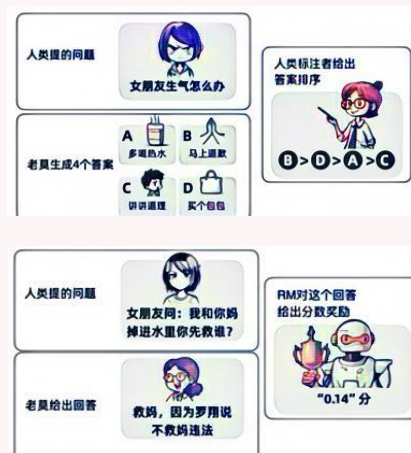 人类提的问题
女朋友生气怎么办
人类标注者给出
答案排序
B>D>A>C
老莫生成4个答案
A
多喝热水
B
马上道歉
C
讲讲道理
D
买个包包
人类提的问题
女朋友问：我和你妈
掉进水里你先救谁？
RM对这个回答
给出分数奖励
"0.14"分
老莫给出回答
救妈，因为罗翔说
不救妈违法